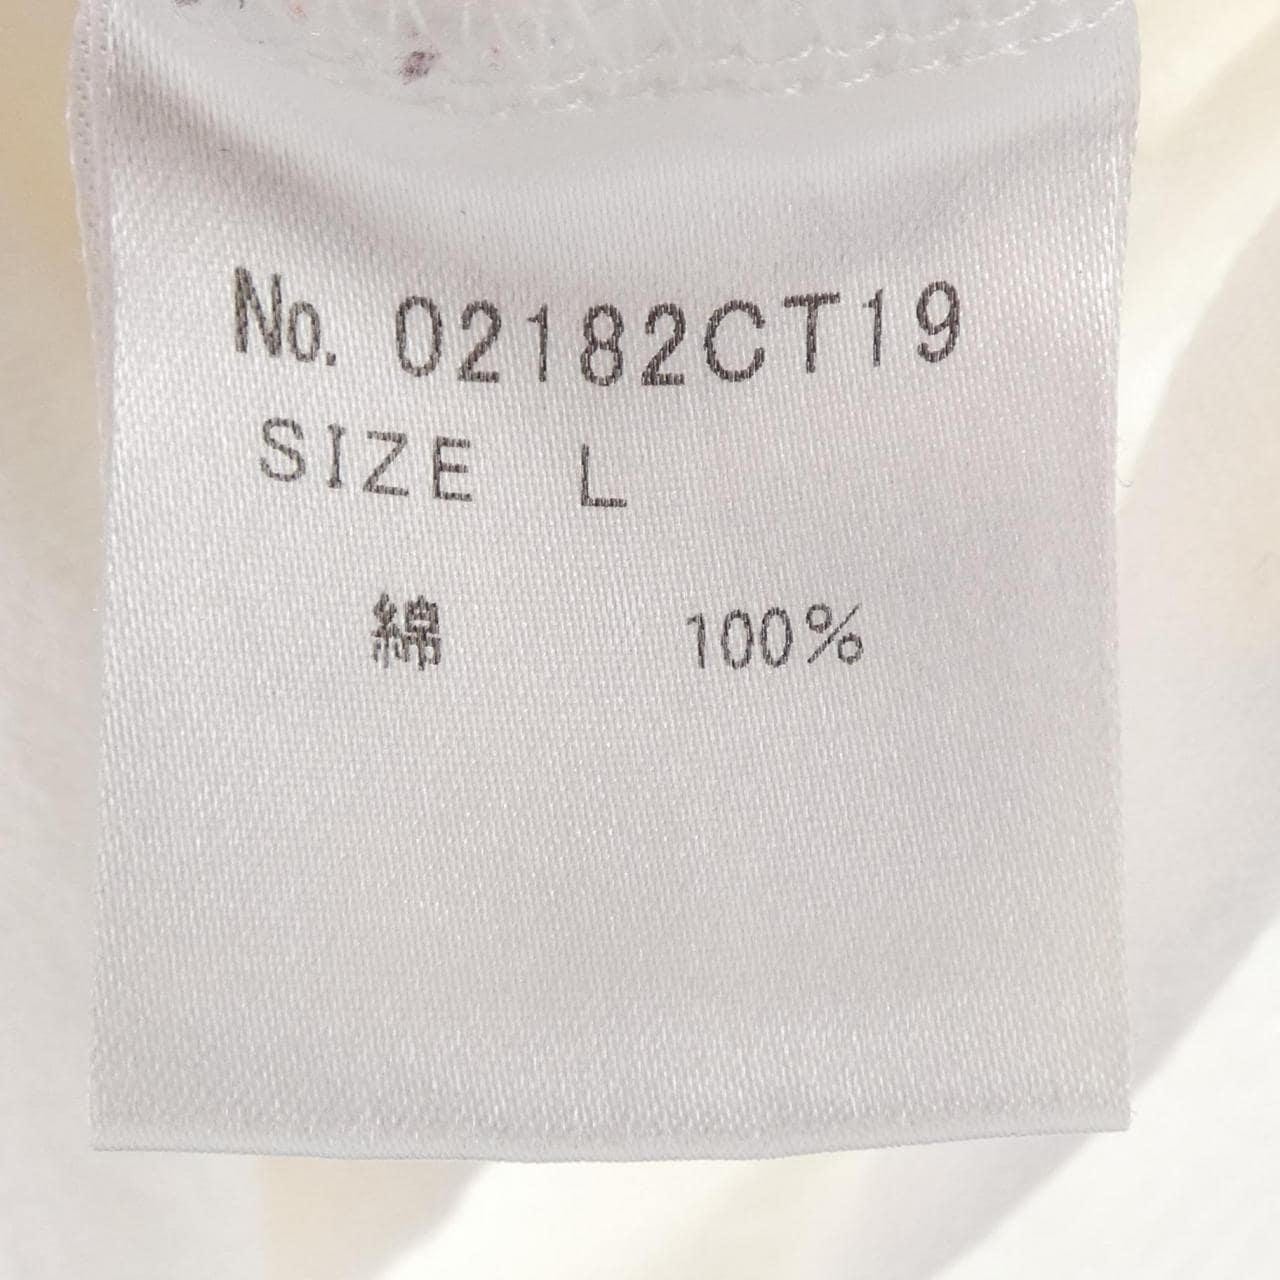 No. 02182CT19
SIZE L
綿 100%